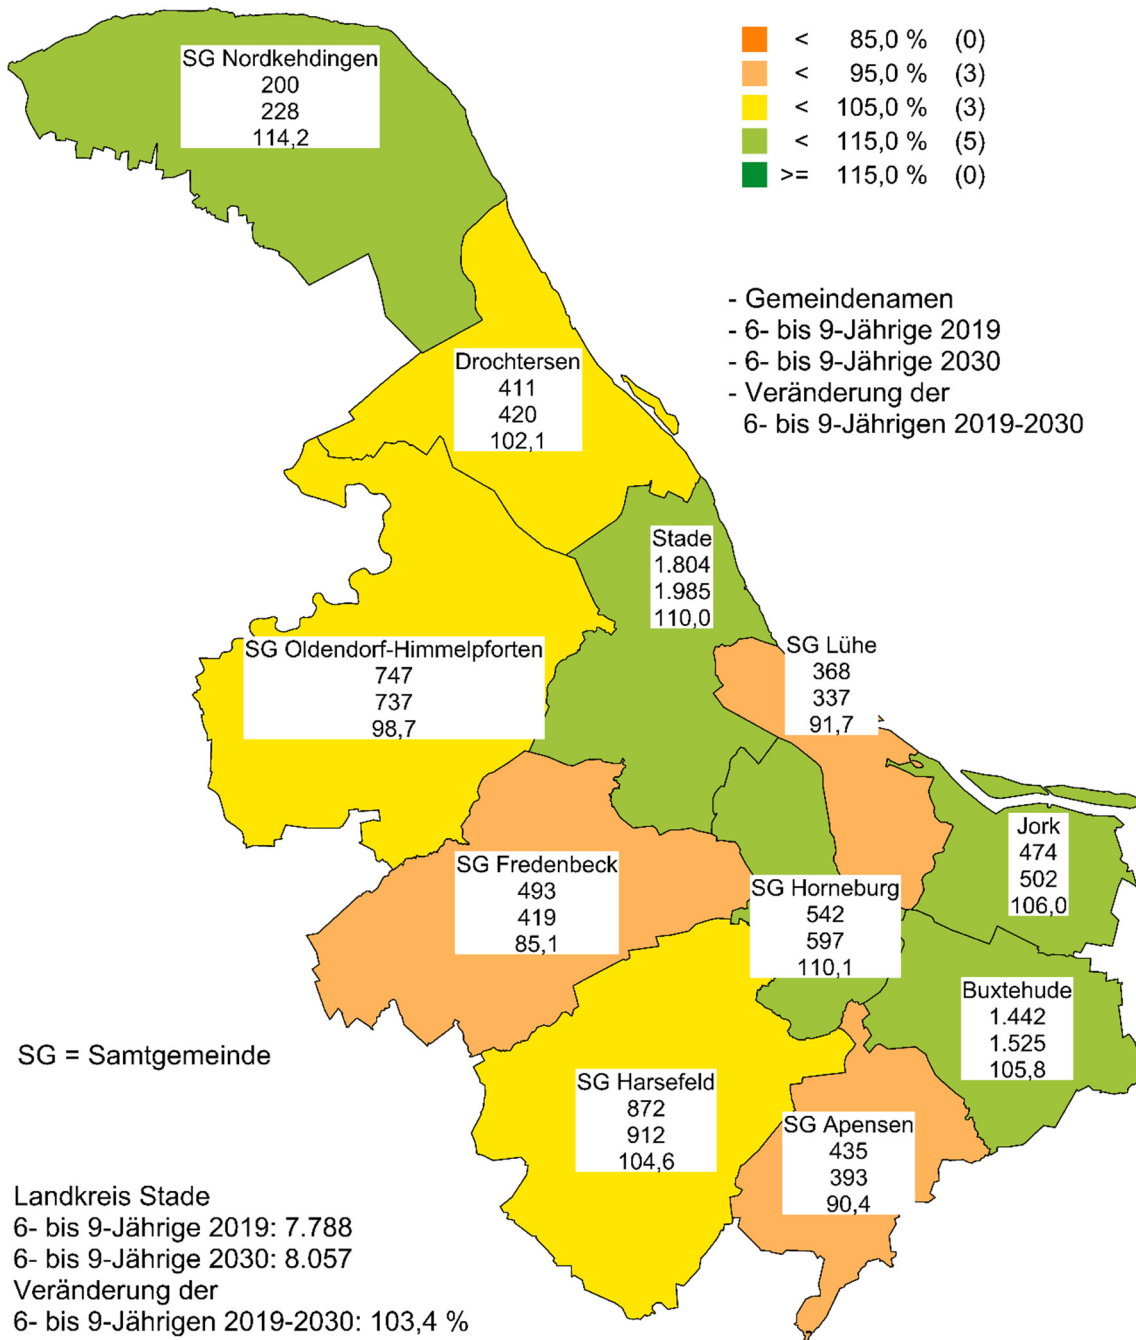 < 85,0 % (0)
< 95,0 % (3)
< 105,0 % (3)
< 115,0 % (5)
>= 115,0 % (0)
- Gemeindenamen
- 6- bis 9-Jährige 2019
- 6- bis 9-Jährige 2030
- Veränderung der
6- bis 9-Jährigen 2019-2030
SG Nordkehdingen
200
228
114,2
Drochtersen
411
420
102,1
Stade
1.804
1.985
110,0
SG Oldendorf-Himmelpforten
747
737
98,7
SG Lühe
368
337
91,7
Jork
474
502
106,0
SG Fredenbeck
493
419
85,1
SG Horneburg
542
597
110,1
Buxtehude
1.442
1.525
105,8
SG Harsefeld
872
912
104,6
SG Apensen
435
393
90,4
SG = Samtgemeinde
Landkreis Stade
6- bis 9-Jährige 2019: 7.788
6- bis 9-Jährige 2030: 8.057
Veränderung der
6- bis 9-Jährigen 2019-2030: 103,4 %